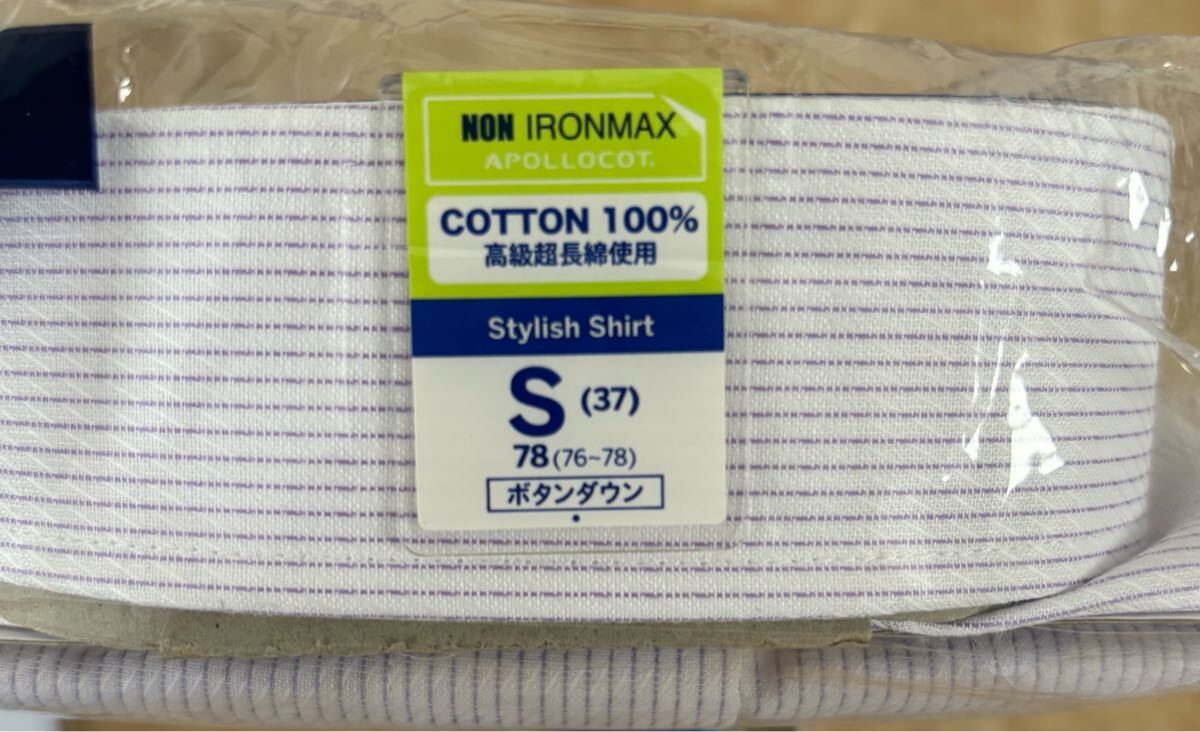 NON IRONMAX
APOLLOCOT.
COTTON 100%
高級超長綿使用
Stylish Shirt
S (37)
78(76~78)
ボタンダウン